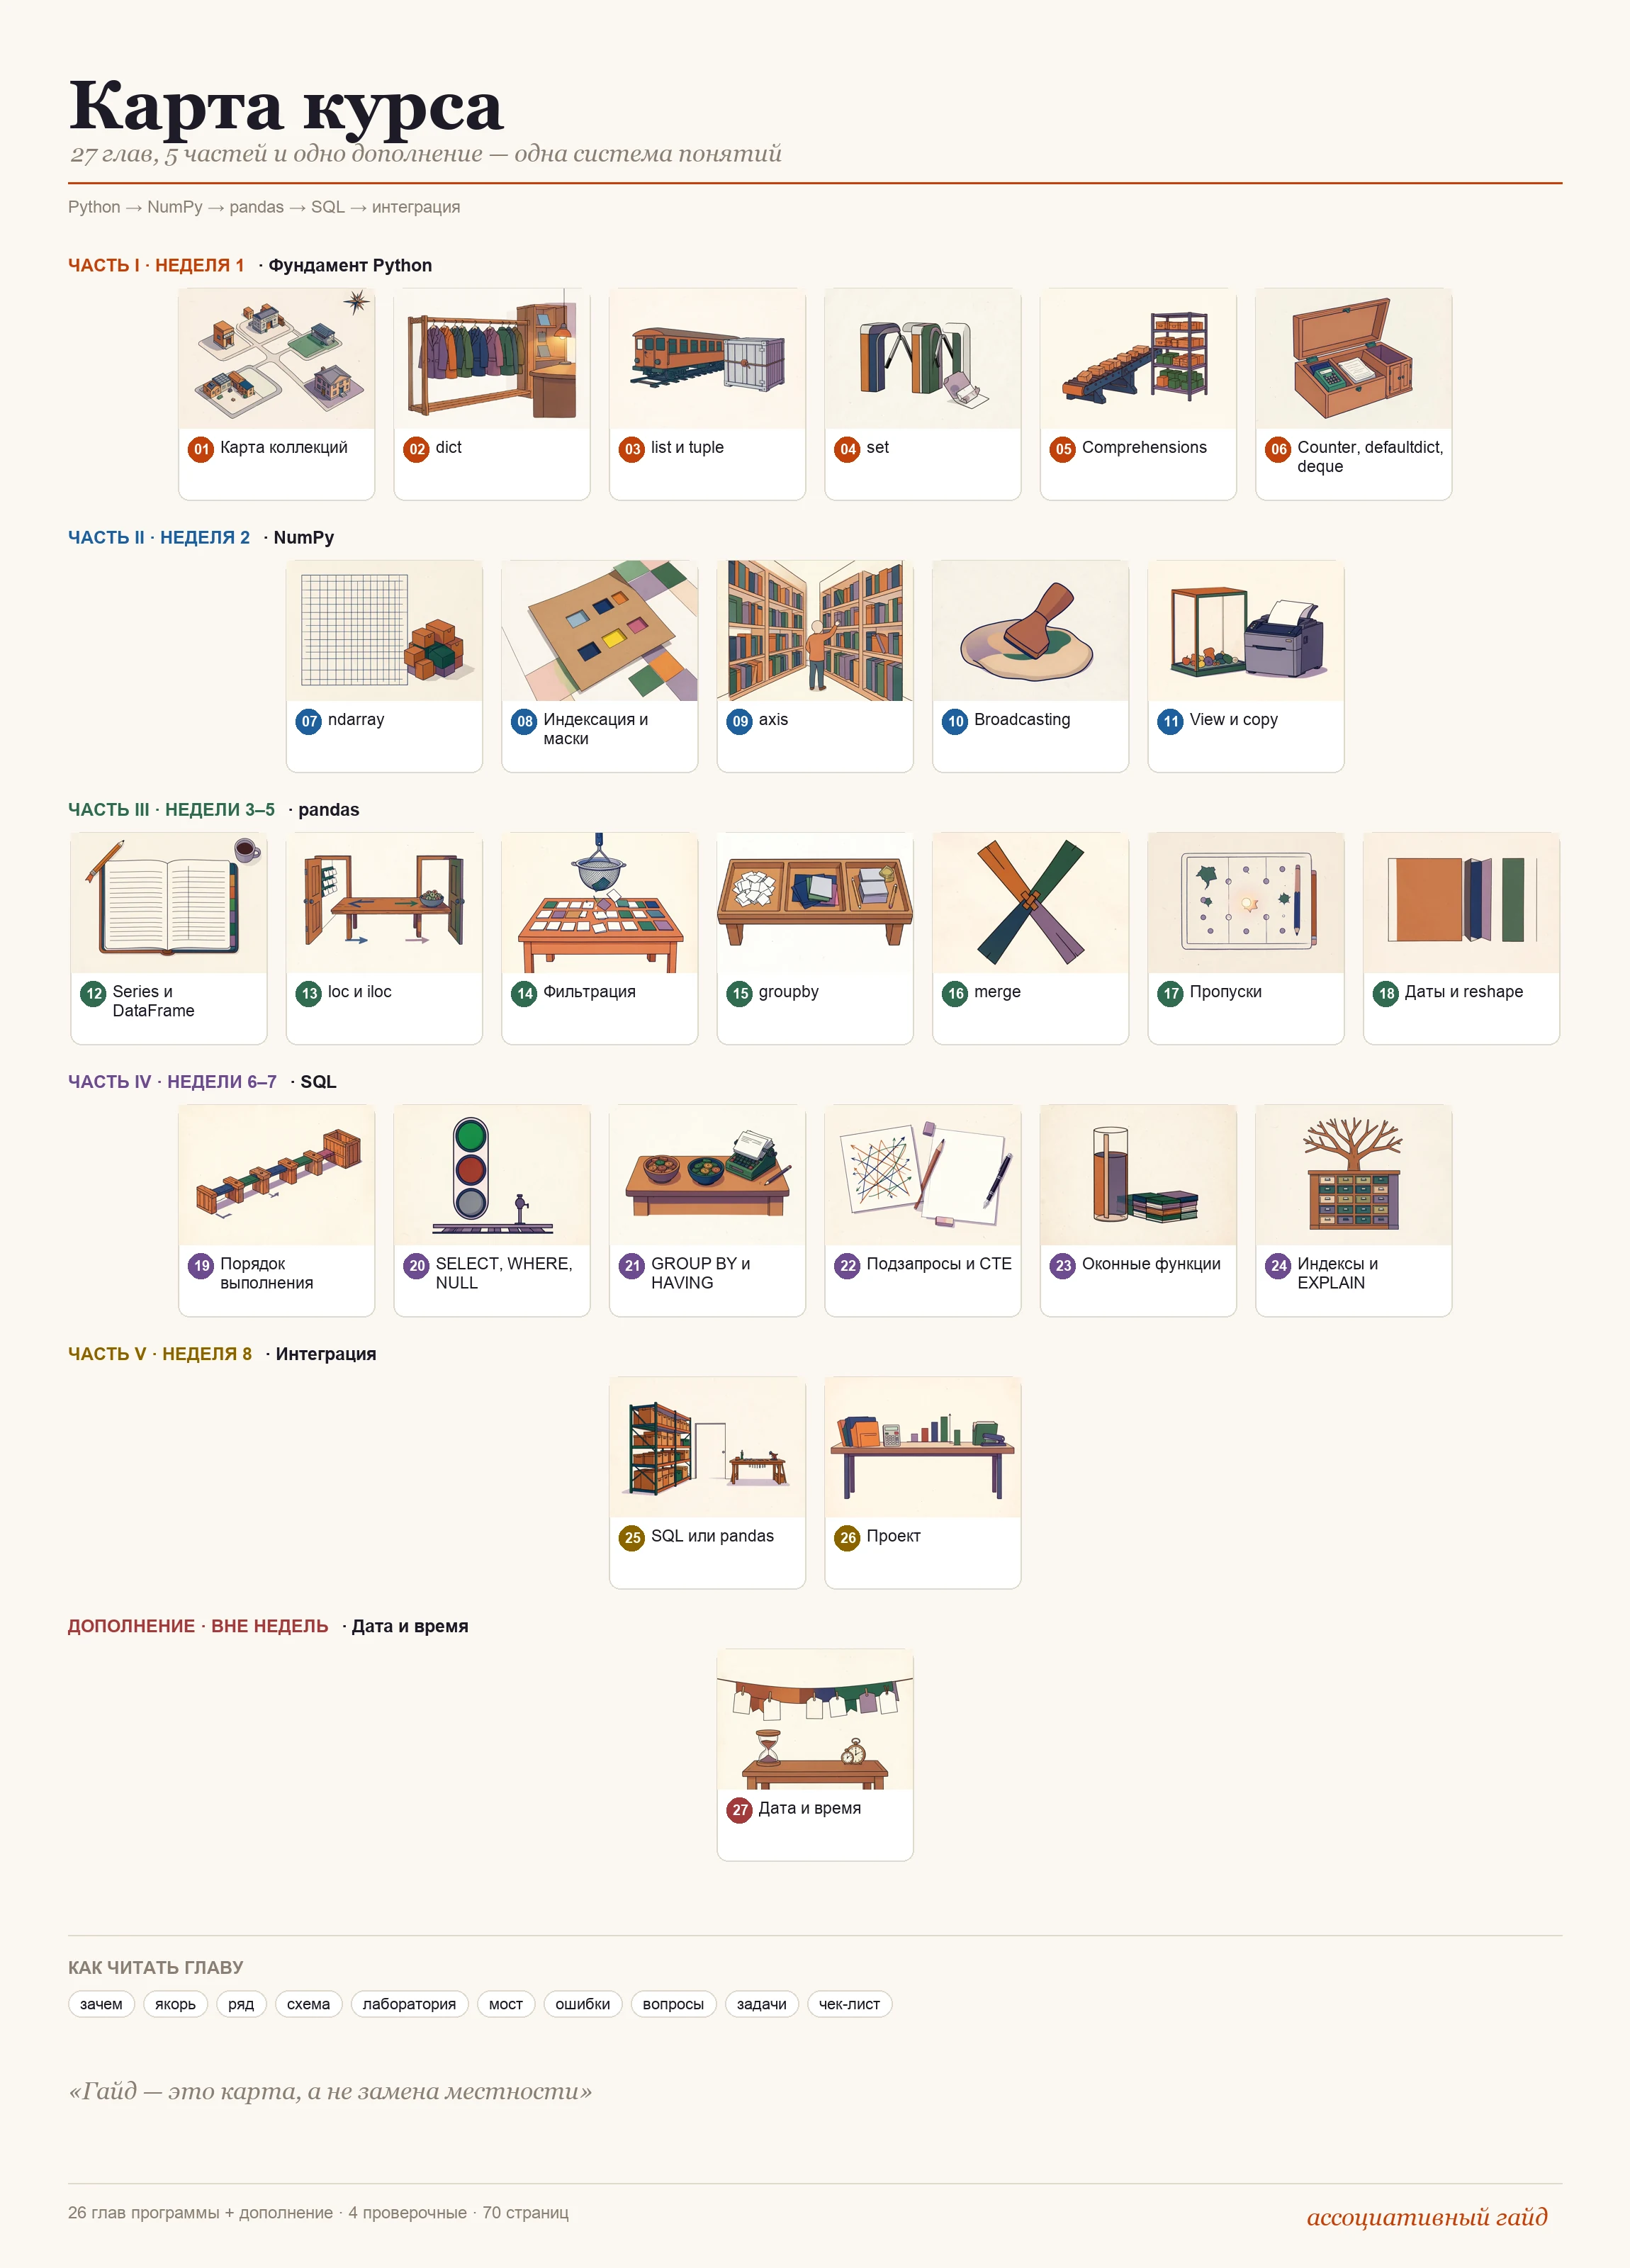 Карта курса
27 глав, 5 частей и одно дополнение — одна система понятий
Python → NumPy → pandas → SQL → интеграция
ЧАСТЬ I · НЕДЕЛЯ 1 · Фундамент Python
01 Карта коллекций
02 dict
03 list и tuple
04 set
05 Comprehensions
06 Counter, defaultdict,
deque
ЧАСТЬ II · НЕДЕЛЯ 2 · NumPy
07 ndarray
08 Индексация и
маски
09 axis
10 Broadcasting
11 View и copy
ЧАСТЬ III · НЕДЕЛИ 3–5 · pandas
12 Series и
DataFrame
13 loc и iloc
14 Фильтрация
15 groupby
16 merge
17 Пропуски
18 Даты и reshape
ЧАСТЬ IV · НЕДЕЛИ 6–7 · SQL
19 Порядок
выполнения
20 SELECT, WHERE,
NULL
21 GROUP BY и
HAVING
22 Подзапросы и CTE
23 Оконные функции
24 Индексы и
EXPLAIN
ЧАСТЬ V · НЕДЕЛЯ 8 · Интеграция
25 SQL или pandas
26 Проект
ДОПОЛНЕНИЕ · ВНЕ НЕДЕЛЬ · Дата и время
27 Дата и время
КАК ЧИТАТЬ ГЛАВУ
зачем якорь ряд схема лаборатория мост ошибки вопросы задачи чек-лист
«Гайд — это карта, а не замена местности»
26 глав программы + дополнение · 4 проверочные · 70 страниц
ассоциативный гайд